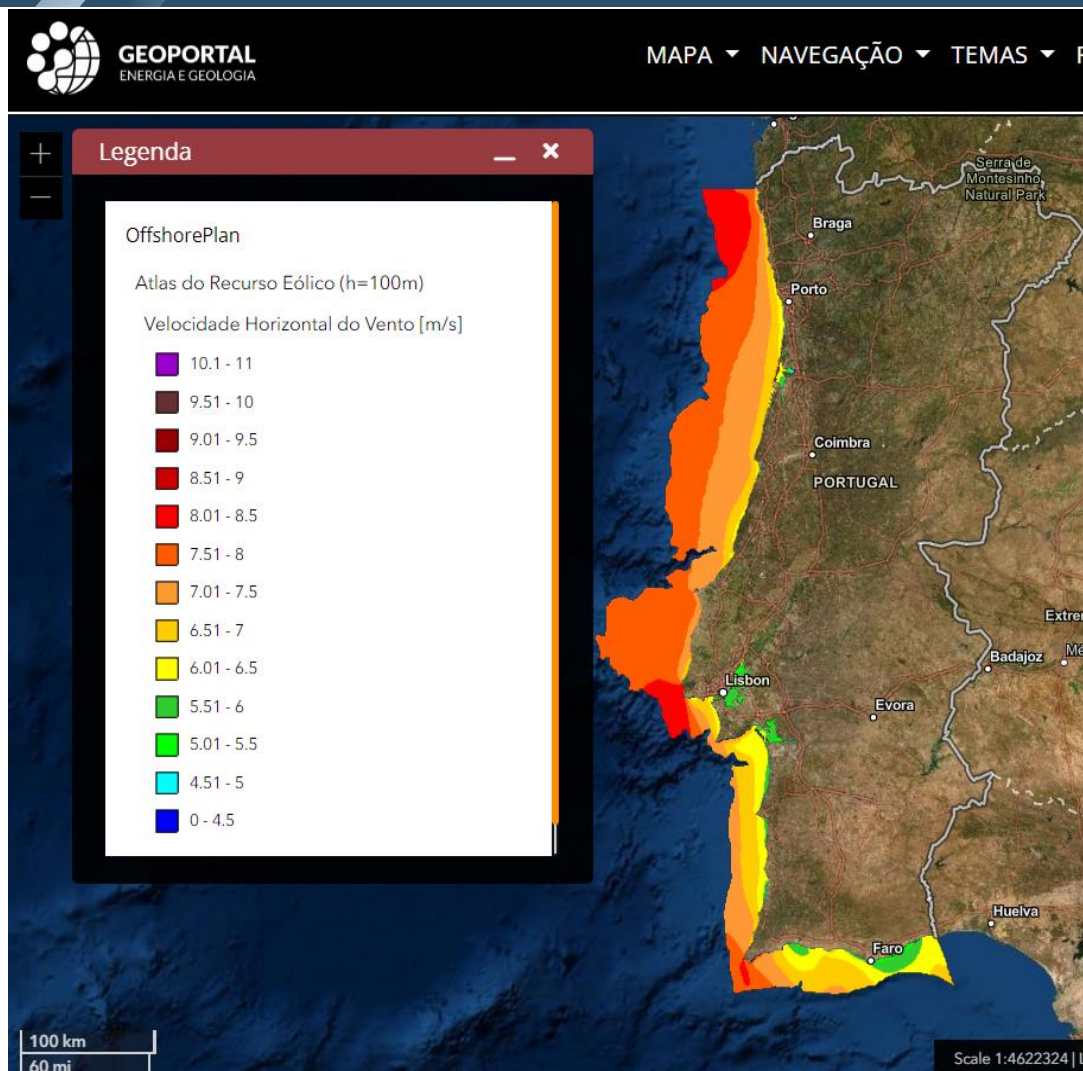 GEOPORTAL
ENERGIA E GEOLOGIA
MAPA NAVEGAÇÃO TEMAS
Legenda
OffshorePlan
Atlas do Recurso Eólico (h=100m)
Velocidade Horizontal do Vento [m/s]
10.1 - 11
9.51 - 10
9.01 - 9.5
8.51 - 9
8.01 - 8.5
7.51 - 8
7.01 - 7.5
6.51 - 7
6.01 - 6.5
5.51 - 6
5.01 - 5.5
4.51 - 5
0 - 4.5
Serra de
Montesinho
Natural Park
Braga
Porto
Coimbra
PORTUGAL
Extre
Badajoz
Mé
Lisbon
Evora
Huelva
Faro
100 km
60 mi
Scale 1:4622324 | L